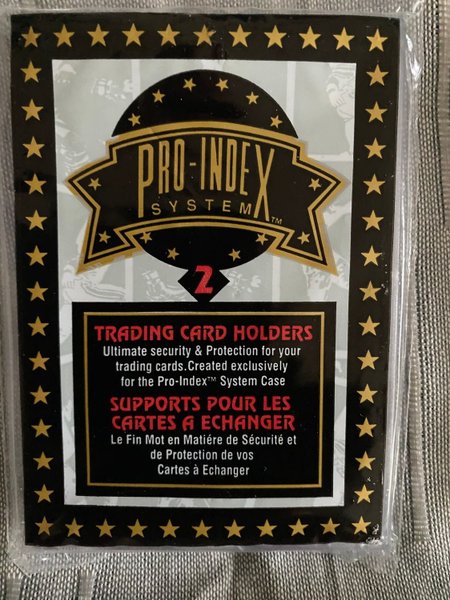 PRO-INDEX
SYSTEM™
2
TRADING CARD HOLDERS
Ultimate security & Protection for your
trading cards.Created exclusively
for the Pro-Index™ System Case
SUPPORTS POUR LES
CARTES A ECHANGER
Le Fin Mot en Matiére de Sécurité et
de Protection de vos
Cartes à Echanger